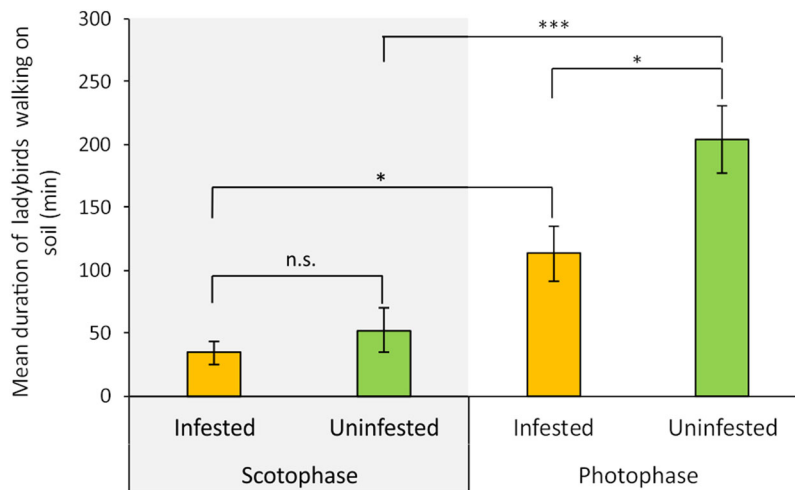 Mean duration of ladybirds walking on
soil (min)
300
250
200
150
100
50
0
***
*
*
n.s.
Infested
Uninfested
Infested
Uninfested
Scotophase
Photophase